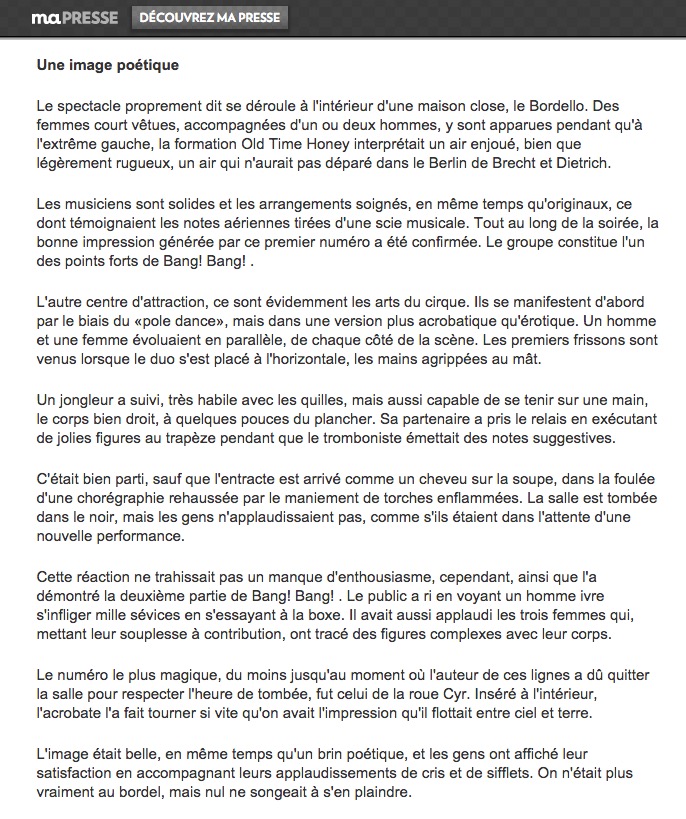 maPRESSE DÉCOUVREZ MA PRESSE
Une image poétique
Le spectacle proprement dit se déroule à l'intérieur d'une maison close, le Bordello. Des
femmes court vêtues, accompagnées d'un ou deux hommes, y sont apparues pendant qu'à
l'extrême gauche, la formation Old Time Honey interprétait un air enjoué, bien que
légèrement rugueux, un air qui n'aurait pas déparé dans le Berlin de Brecht et Dietrich.
Les musiciens sont solides et les arrangements soignés, en même temps qu'originaux, ce
dont témoignaient les notes aériennes tirées d'une scie musicale. Tout au long de la soirée, la
bonne impression générée par ce premier numéro a été confirmée. Le groupe constitue l'un
des points forts de Bang! Bang! .
L'autre centre d'attraction, ce sont évidemment les arts du cirque. Ils se manifestent d'abord
par le biais du «pole dance», mais dans une version plus acrobatique qu'érotique. Un homme
et une femme évoluaient en parallèle, de chaque côté de la scène. Les premiers frissons sont
venus lorsque le duo s'est placé à l'horizontale, les mains agrippées au mât.
Un jongleur a suivi, très habile avec les quilles, mais aussi capable de se tenir sur une main,
le corps bien droit, à quelques pouces du plancher. Sa partenaire a pris le relais en exécutant
de jolies figures au trapèze pendant que le tromboniste émettait des notes suggestives.
C'était bien parti, sauf que l'entracte est arrivé comme un cheveu sur la soupe, dans la foulée
d'une chorégraphie rehaussée par le maniement de torches enflammées. La salle est tombée
dans le noir, mais les gens n'applaudissaient pas, comme s'ils étaient dans l'attente d'une
nouvelle performance.
Cette réaction ne trahissait pas un manque d'enthousiasme, cependant, ainsi que l'a
démontré la deuxième partie de Bang! Bang! . Le public a ri en voyant un homme ivre
s'infliger mille sévices en s'essayant à la boxe. Il avait aussi applaudi les trois femmes qui,
mettant leur souplesse à contribution, ont tracé des figures complexes avec leur corps.
Le numéro le plus magique, du moins jusqu'au moment où l'auteur de ces lignes a dû quitter
la salle pour respecter l'heure de tombée, fut celui de la roue Cyr. Inséré à l'intérieur,
l'acrobate l'a fait tourner si vite qu'on avait l'impression qu'il flottait entre ciel et terre.
L'image était belle, en même temps qu'un brin poétique, et les gens ont affiché leur
satisfaction en accompagnant leurs applaudissements de cris et de sifflets. On n'était plus
vraiment au bordel, mais nul ne songeait à s'en plaindre.